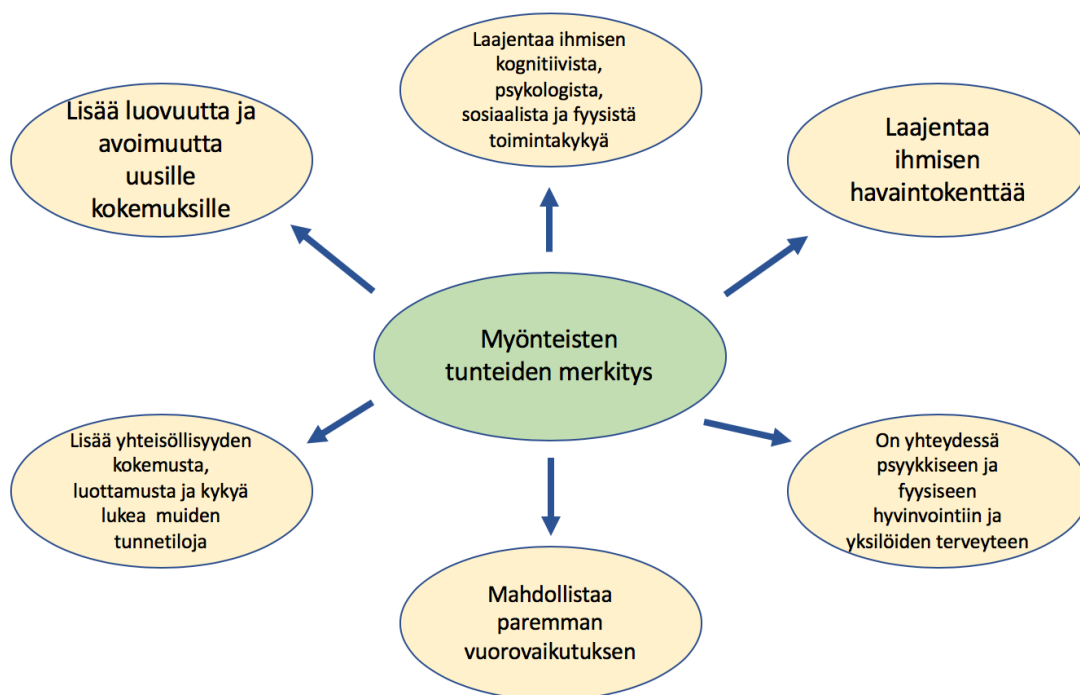 Laajentaa ihmisen
kognitiivista,
psykologista,
sosiaalista ja fyysistä
toimintakykyä
Lisää luovuutta ja
avoimuutta
uusille
kokemuksille
Laajentaa
ihmisen
havaintokenttää
Myönteisten
tunteiden merkitys
Lisää yhteisöllisyyden
kokemusta,
luottamusta ja kykyä
lukea muiden
tunnetiloja
On yhteydessä
psyykkiseen ja
fyysiseen
hyvinvointiin ja
yksilöiden terveyteen
Mahdollistaa
paremman
vuorovaikutuksen